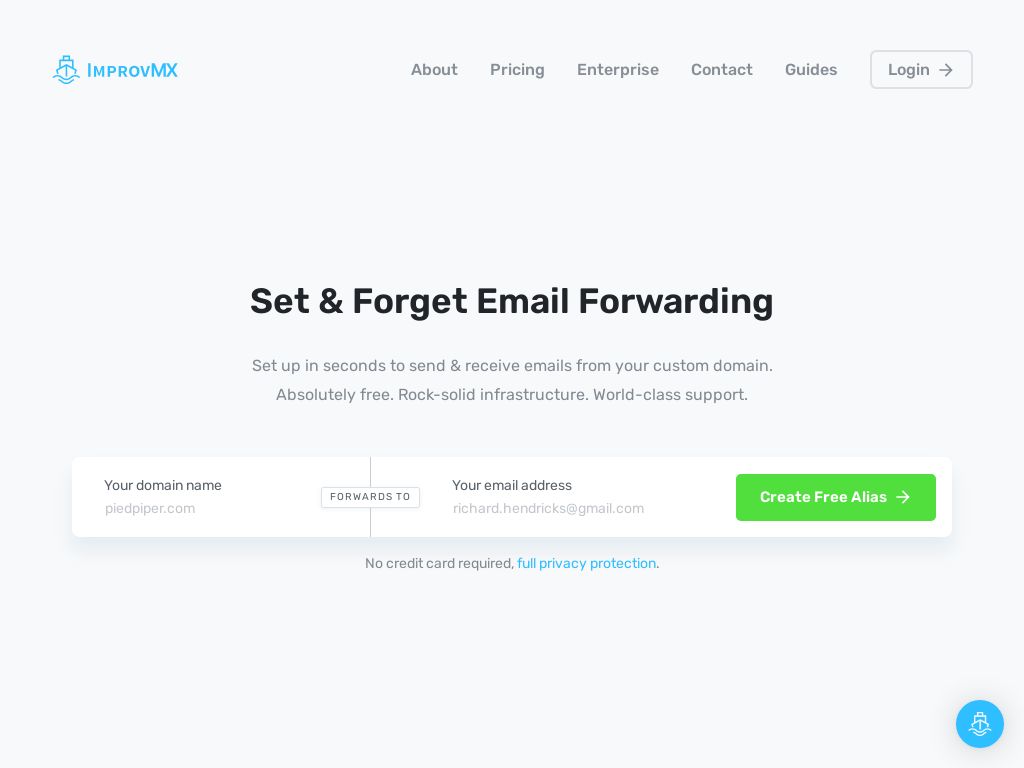 ImprovMX
About Pricing Enterprise Contact Guides Login
Set & Forget Email Forwarding
Set up in seconds to send & receive emails from your custom domain.
Absolutely free. Rock-solid infrastructure. World-class support.
Your domain name
piedpiper.com
FORWARDS TO
Your email address
richard.hendricks@gmail.com
Create Free Alias
No credit card required, full privacy protection.